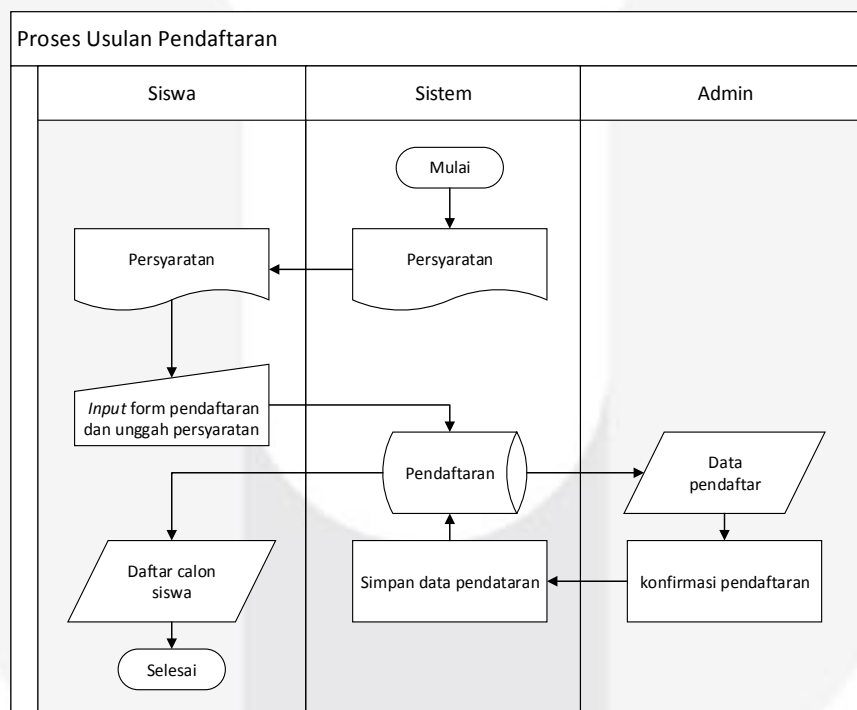 Proses Usulan Pendaftaran
Siswa
Sistem
Admin
Mulai
Persyaratan
Persyaratan
Input form pendaftaran
dan unggah persyaratan
Pendaftaran
Data
pendaftar
Daftar calon
siswa
Simpan data pendataran
konfirmasi pendaftaran
Selesai